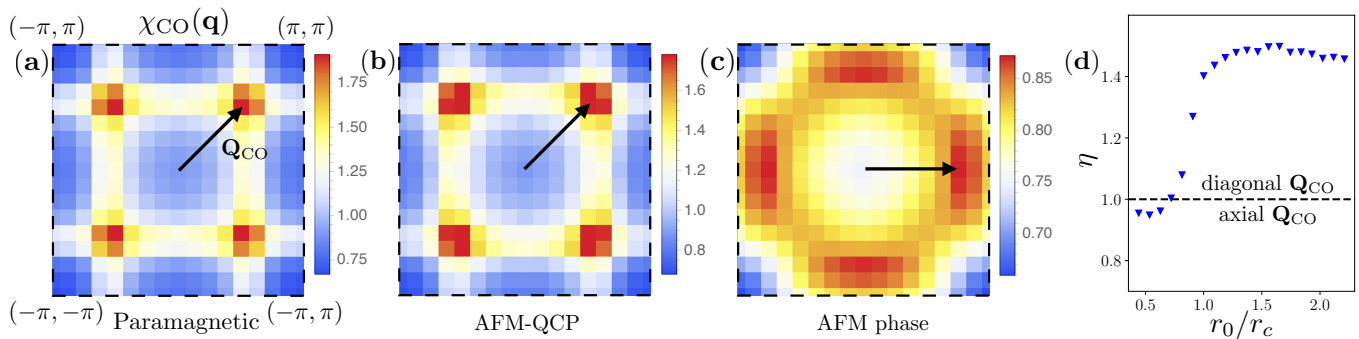 (−π, π)
χCO(q)
(π, π)
(a)
QCO
1.75
1.50
1.25
1.00
0.75
(−π, −π)
(−π, π)
Paramagnetic
(b)
1.6
1.4
1.2
1.0
0.8
AFM-QCP
(c)
0.85
0.80
0.75
0.70
AFM phase
(d)
η
1.4
1.2
1.0
0.8
diagonal QCO
axial QCO
0.5
1.0
1.5
2.0
r0/rc